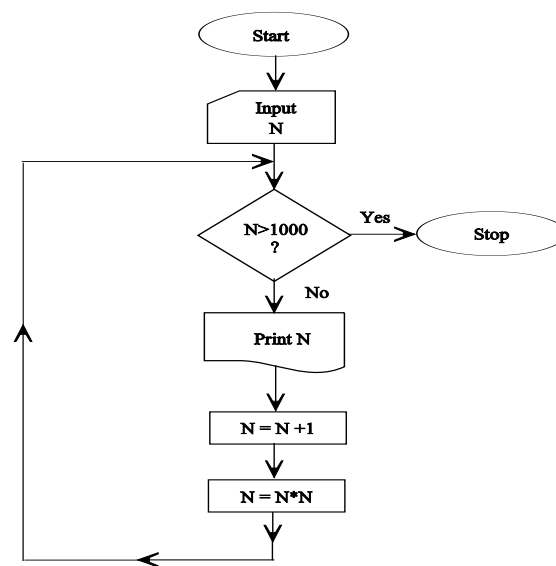 Start
Input
N
N>1000
?
Yes
Stop
No
Print N
N = N +1
N = N*N